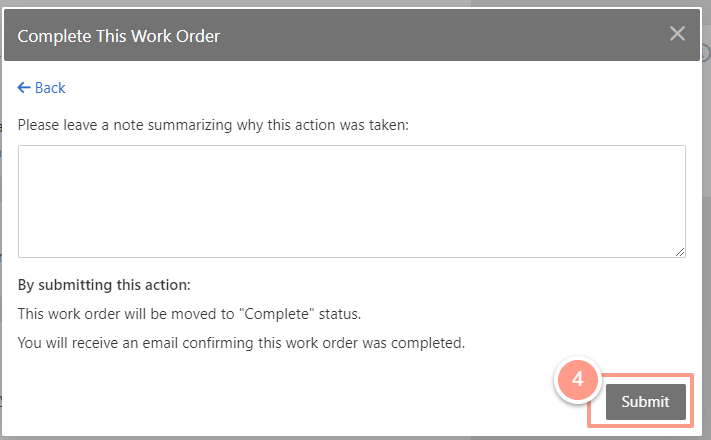 Complete This Work Order
Back
Please leave a note summarizing why this action was taken:
By submitting this action:
This work order will be moved to "Complete" status.
You will receive an email confirming this work order was completed.
4
Submit